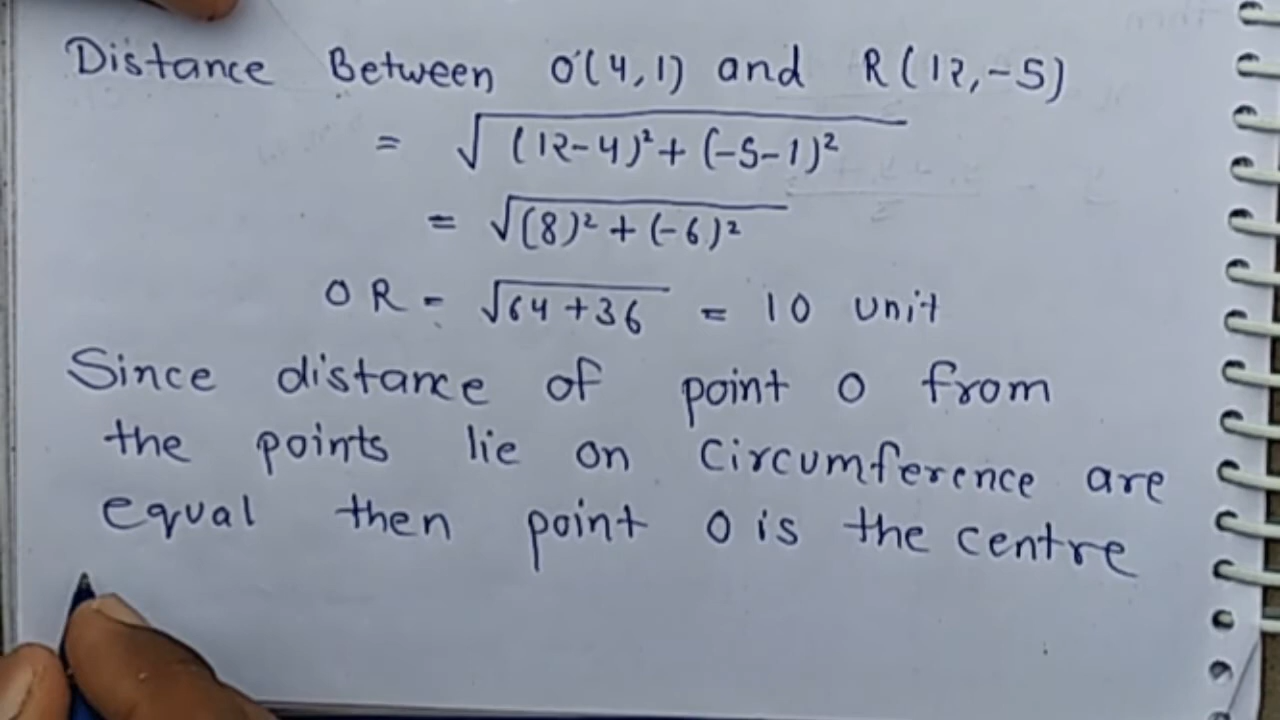 Distance Between O(4,1) and R(12,-5)
= √(12-4)²+(-5-1)²
= √(8)²+(-6)²
OR = √64+36 = 10 unit
Since distance of point O from
the points lie on circumference are
equal then point O is the centre